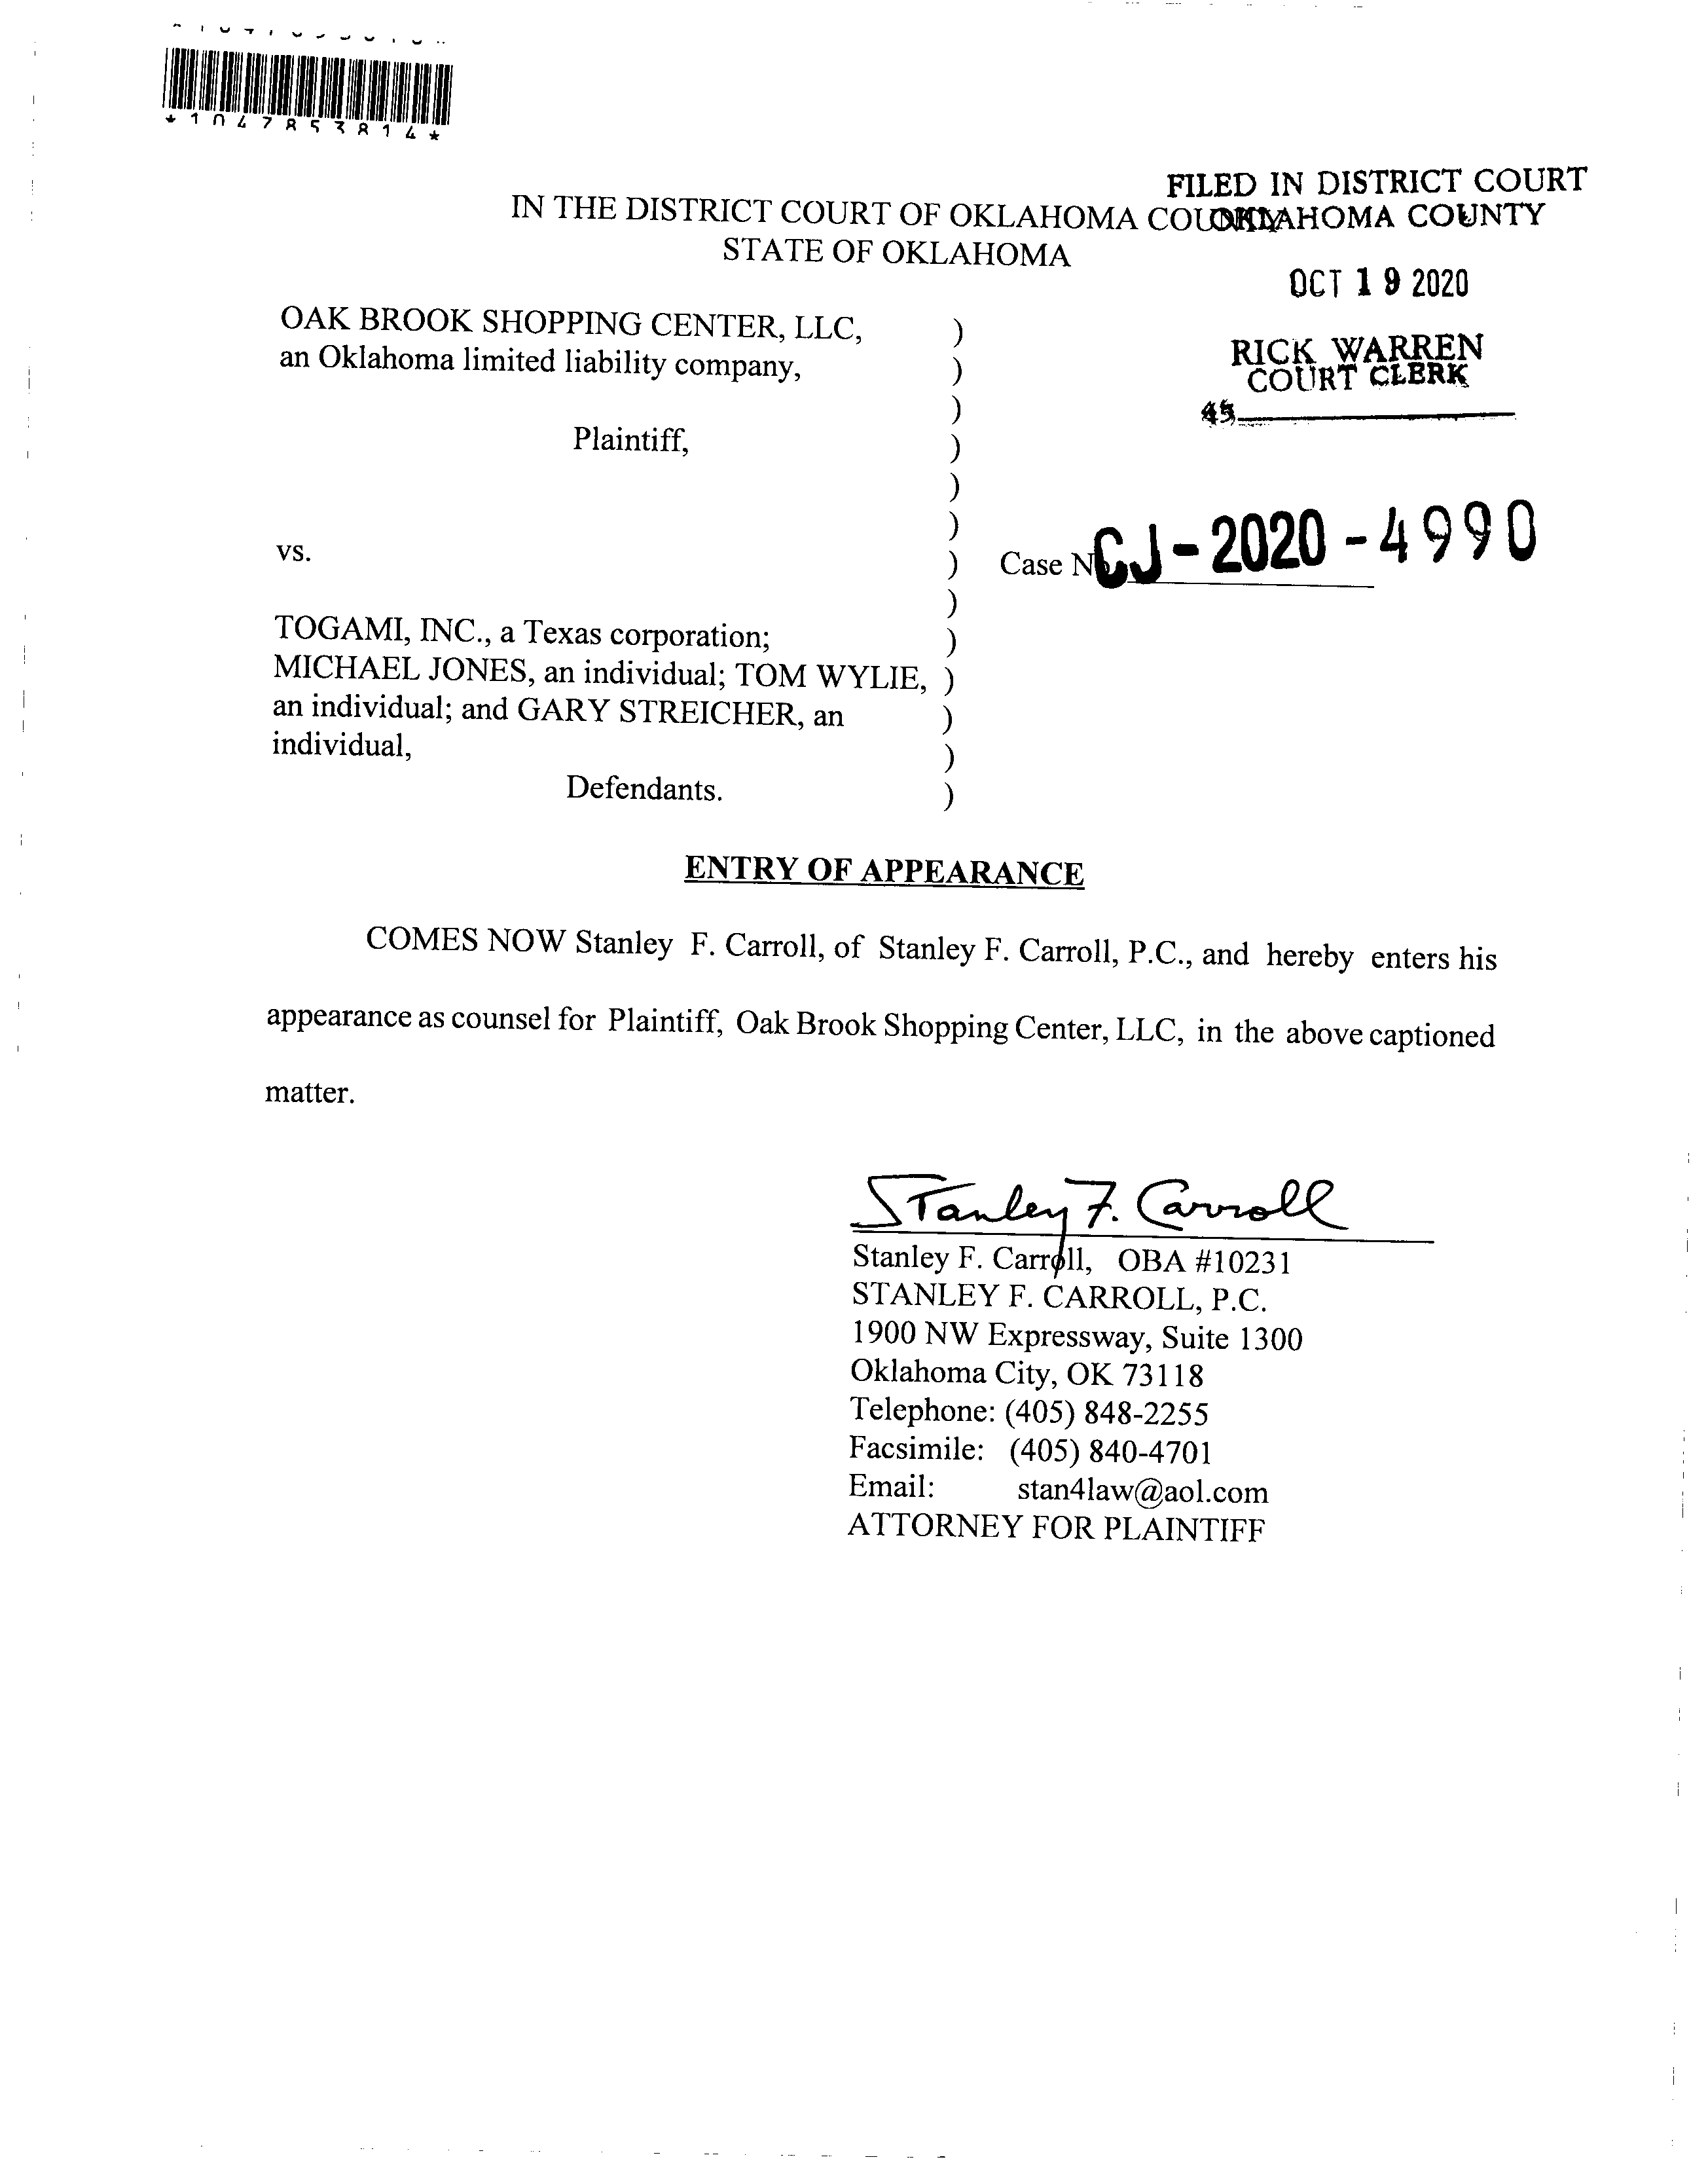 *1047853814*
FILED IN DISTRICT COURT
OKLAHOMA COUNTY
IN THE DISTRICT COURT OF OKLAHOMA COUNTY
STATE OF OKLAHOMA
OCT 19 2020
RICK WARREN
COURT CLERK
45
OAK BROOK SHOPPING CENTER, LLC, )
an Oklahoma limited liability company, )
)
Plaintiff, )
)
)
vs. )
Case No. CJ-2020-4990
)
TOGAMI, INC., a Texas corporation; )
MICHAEL JONES, an individual; TOM WYLIE, )
an individual; and GARY STREICHER, an )
individual, )
Defendants. )
ENTRY OF APPEARANCE
COMES NOW Stanley F. Carroll, of Stanley F. Carroll, P.C., and hereby enters his
appearance as counsel for Plaintiff, Oak Brook Shopping Center, LLC, in the above captioned
matter.
Stanley F. Carroll
Stanley F. Carroll, OBA #10231
STANLEY F. CARROLL, P.C.
1900 NW Expressway, Suite 1300
Oklahoma City, OK 73118
Telephone: (405) 848-2255
Facsimile: (405) 840-4701
Email: stan4law@aol.com
ATTORNEY FOR PLAINTIFF